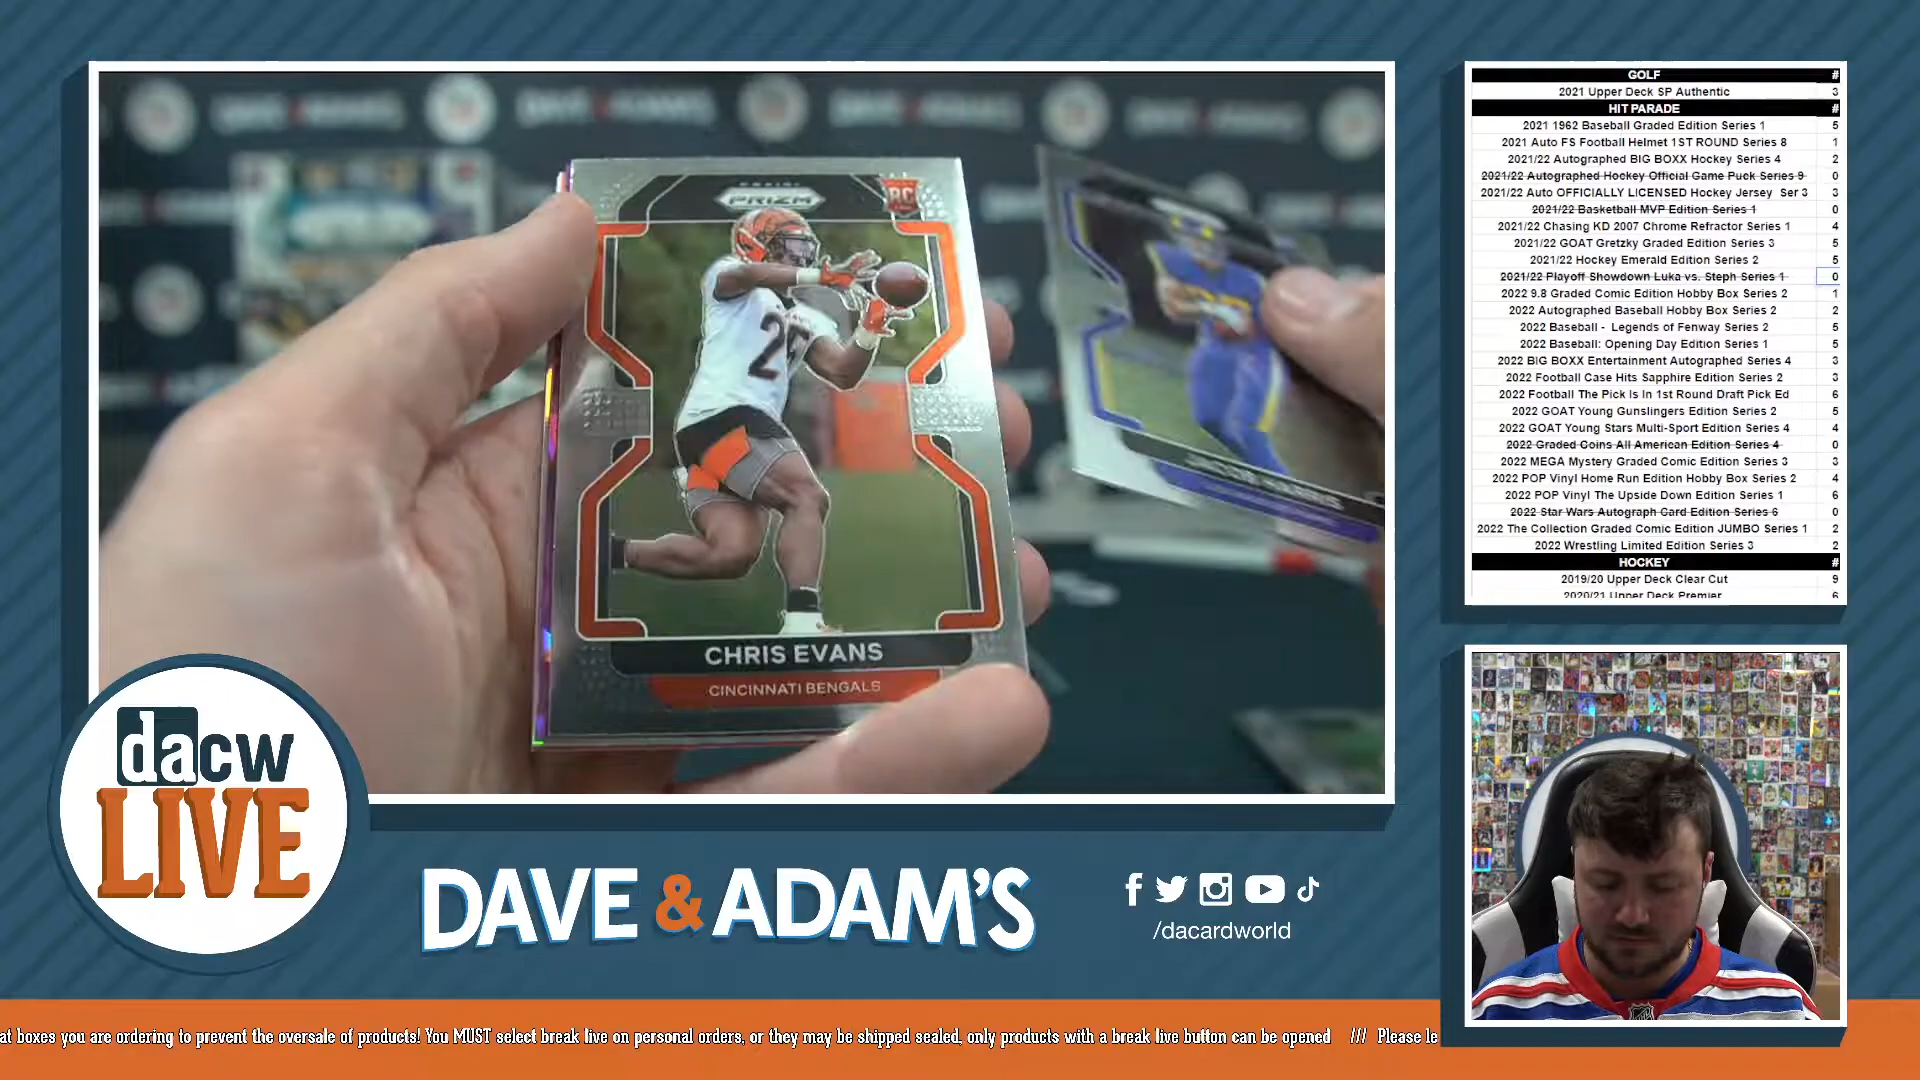 DAVE & ADAM'S
PANINI
PRIZM
RC
25
CHRIS EVANS
CINCINNATI BENGALS
GOLF #
2021 Upper Deck SP Authentic 3
HIT PARADE #
2021 1962 Baseball Graded Edition Series 1 5
2021 Auto FS Football Helmet 1ST ROUND Series 8 1
2021/22 Autographed BIG BOXX Hockey Series 4 2
2021/22 Autographed Hockey Official Game Puck Series 9 0
2021/22 Auto OFFICIALLY LICENSED Hockey Jersey Ser 3 3
2021/22 Basketball MVP Edition Series 1 0
2021/22 Chasing KD 2007 Chrome Refractor Series 1 4
2021/22 GOAT Gretzky Graded Edition Series 3 5
2021/22 Hockey Emerald Edition Series 2 5
2021/22 Playoff Showdown Luka vs. Steph Series 1 0
2022 9.8 Graded Comic Edition Hobby Box Series 2 1
2022 Autographed Baseball Hobby Box Series 2 2
2022 Baseball - Legends of Fenway Series 2 5
2022 Baseball: Opening Day Edition Series 1 5
2022 BIG BOXX Entertainment Autographed Series 4 3
2022 Football Case Hits Sapphire Edition Series 2 3
2022 Football The Pick Is In 1st Round Draft Pick Ed 6
2022 GOAT Young Gunslingers Edition Series 2 5
2022 GOAT Young Stars Multi-Sport Edition Series 4 4
2022 Graded Coins All American Edition Series 4 0
2022 MEGA Mystery Graded Comic Edition Series 3 3
2022 POP Vinyl Home Run Edition Hobby Box Series 2 4
2022 POP Vinyl The Upside Down Edition Series 1 6
2022 Star Wars Autograph Card Edition Series 6 0
2022 The Collection Graded Comic Edition JUMBO Series 1 2
2022 Wrestling Limited Edition Series 3 2
HOCKEY #
2019/20 Upper Deck Clear Cut 9
2020/21 Upper Deck Premier 6
dacw
LIVE
DAVE & ADAM'S
/dacardworld
at boxes you are ordering to prevent the oversale of products! You MUST select break live on personal orders, or they may be shipped sealed, only products with a break live button can be opened /// Please le